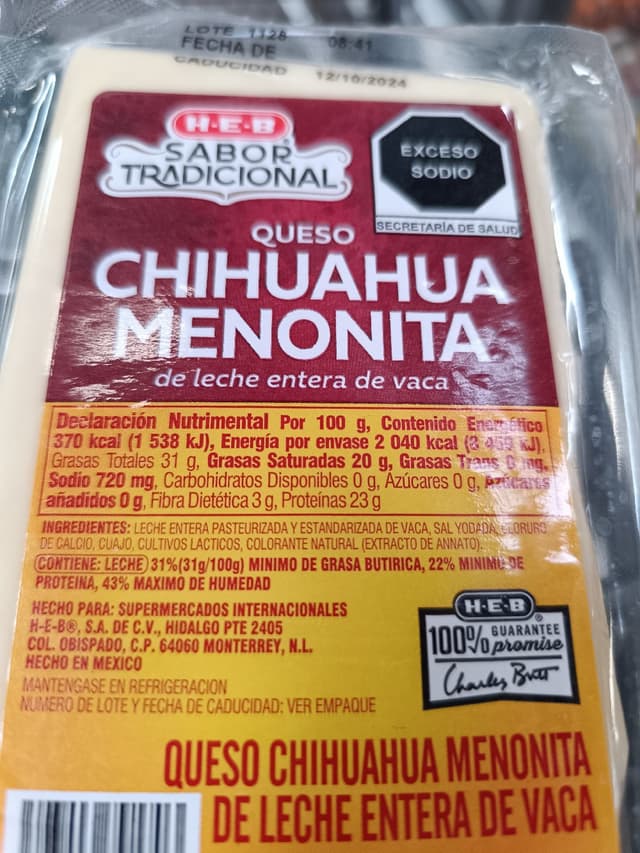 LOTE 1128 08:41
FECHA DE
CADUCIDAD 12/10/2024
H-E-B
SABOR
TRADICIONAL
EXCESO
SODIO
SECRETARÍA DE SALUD
QUESO
CHIHUAHUA
MENONITA
de leche entera de vaca
Declaración Nutrimental Por 100 g, Contenido Energético
370 kcal (1 538 kJ), Energía por envase 2 040 kcal kJ),
Grasas Totales 31 g, Grasas Saturadas 20 g, Grasas Trans mg,
Sodio 720 mg, Carbohidratos Disponibles 0 g, Azúcares 0 g, Azúcares
añadidos 0 g, Fibra Dietética 3 g, Proteínas 23 g
INGREDIENTES: LECHE ENTERA PASTEURIZADA Y ESTANDARIZADA DE VACA, SAL YODADA, CLORURO
DE CALCIO, CUAJO, CULTIVOS LACTICOS, COLORANTE NATURAL (EXTRACTO DE ANNATO).
CONTIENE: LECHE 31%(31g/100g) MINIMO DE GRASA BUTIRICA, 22% MINIMO DE
PROTEINA, 43% MAXIMO DE HUMEDAD
HECHO PARA: SUPERMERCADOS INTERNACIONALES
H-E-B®, S.A. DE C.V., HIDALGO PTE 2405
COL. OBISPADO, C.P. 64060 MONTERREY, N.L.
HECHO EN MEXICO
MANTENGASE EN REFRIGERACION
NUMERO DE LOTE Y FECHA DE CADUCIDAD: VER EMPAQUE
H-E-B®
100% GUARANTEE
promise
Charles Butt
QUESO CHIHUAHUA MENONITA
DE LECHE ENTERA DE VACA